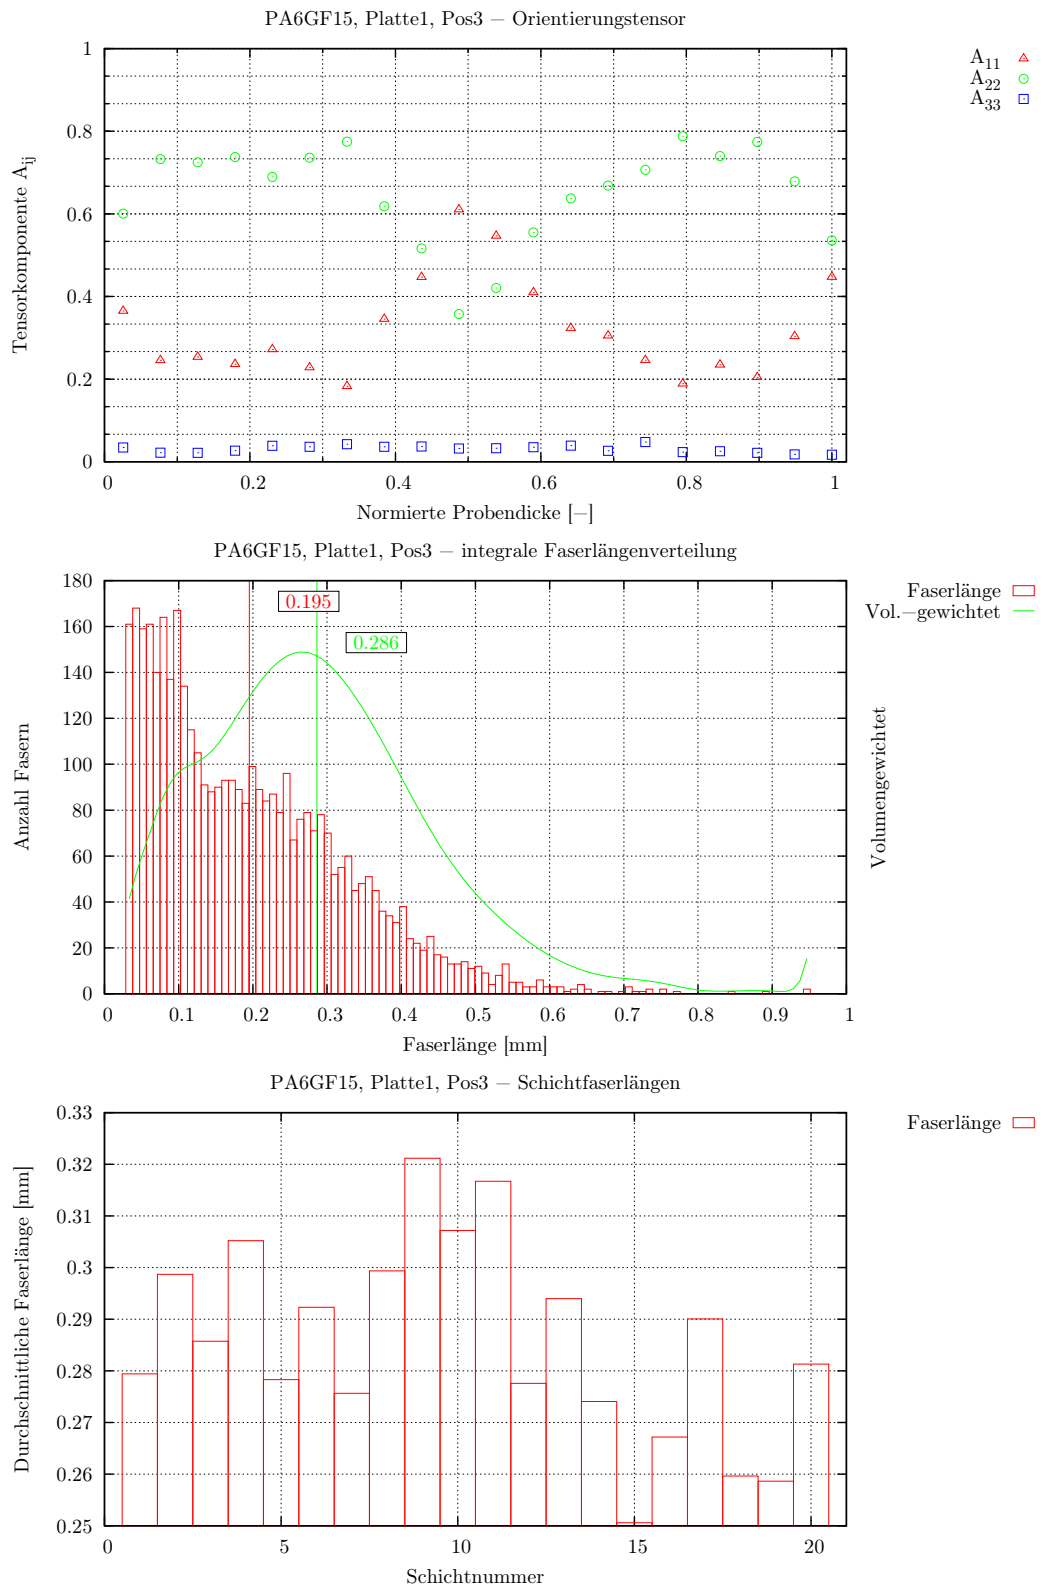 PA6GF15, Platte1, Pos3 − Orientierungstensor
A11
A22
A33
Tensorkomponente Aij
1
0.8
0.6
0.4
0.2
0
0 0.2 0.4 0.6 0.8 1
Normierte Probendicke [−]
PA6GF15, Platte1, Pos3 − integrale Faserlängenverteilung
Faserlänge
Vol.−gewichtet
0.195
0.286
Anzahl Fasern
Volumengewichtet
180
160
140
120
100
80
60
40
20
0
0 0.1 0.2 0.3 0.4 0.5 0.6 0.7 0.8 0.9 1
Faserlänge [mm]
PA6GF15, Platte1, Pos3 − Schichtfaserlängen
Faserlänge
Durchschnittliche Faserlänge [mm]
0.33
0.32
0.31
0.3
0.29
0.28
0.27
0.26
0.25
0 5 10 15 20
Schichtnummer